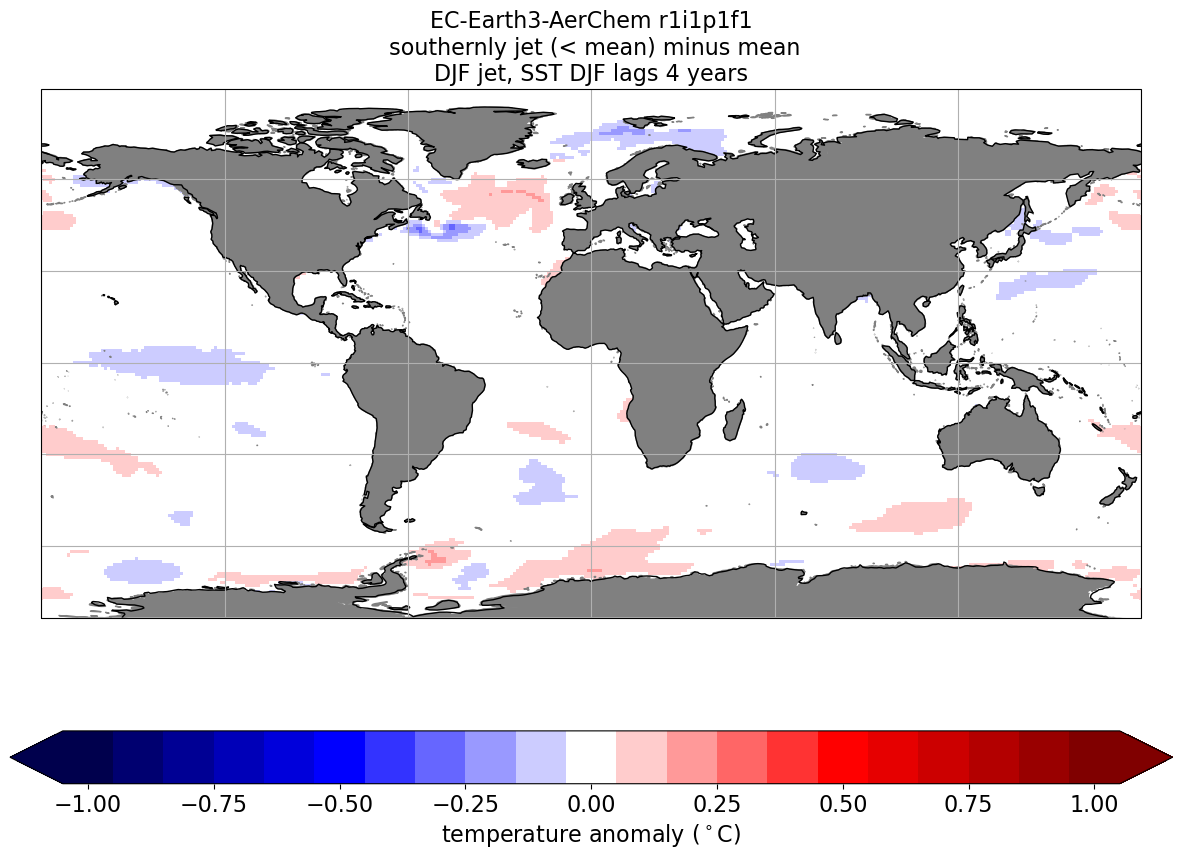 EC-Earth3-AerChem r1i1p1f1
southernly jet (< mean) minus mean
DJF jet, SST DJF lags 4 years
−1.00 −0.75 −0.50 −0.25 0.00 0.25 0.50 0.75 1.00
temperature anomaly (°C)